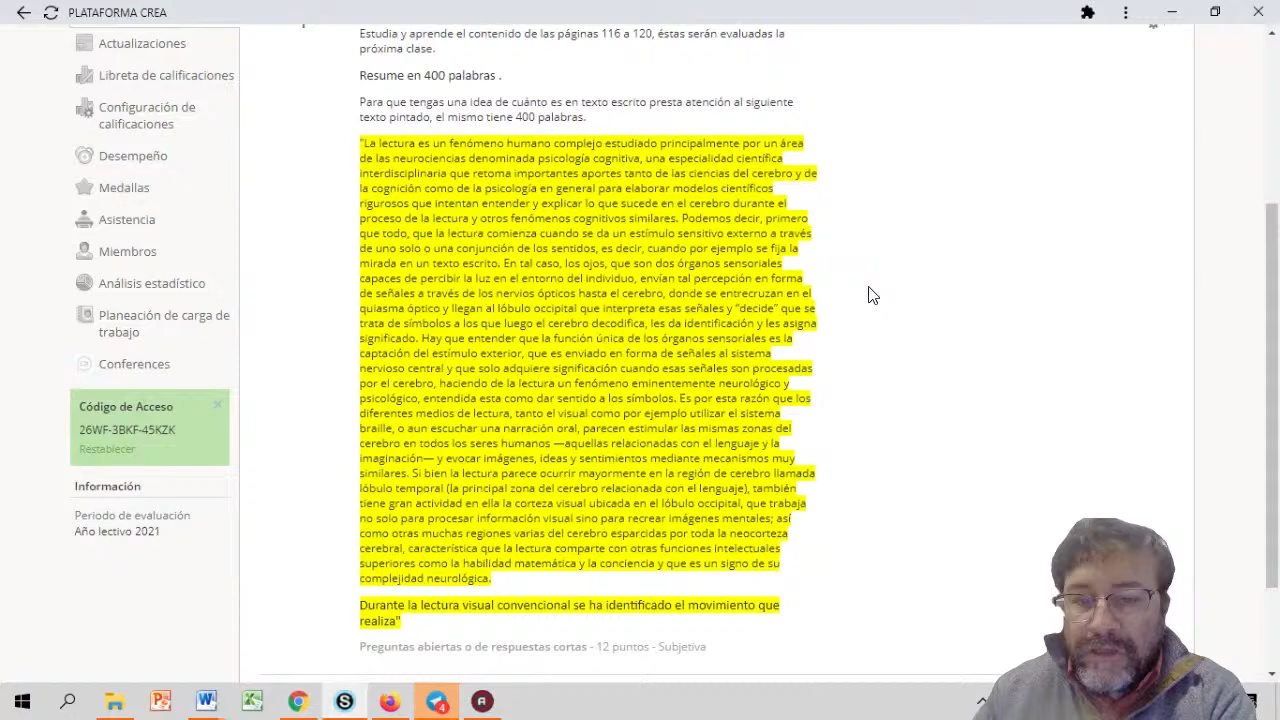 PLATAFORMA CREA
Actualizaciones
Libreta de calificaciones
Configuración de
calificaciones
Desempeño
Medallas
Asistencia
Miembros
Análisis estadístico
Planeación de carga de
trabajo
Conferences
Código de Acceso
26WF-3BKF-45KZK
Restablecer
Información
Periodo de evaluación
Año lectivo 2021
Estudia y aprende el contenido de las páginas 116 a 120, éstas serán evaluadas la
próxima clase.
Resume en 400 palabras .
Para que tengas una idea de cuánto es en texto escrito presta atención al siguiente
texto pintado, el mismo tiene 400 palabras.
"La lectura es un fenómeno humano complejo estudiado principalmente por un área
de las neurociencias denominada psicología cognitiva, una especialidad científica
interdisciplinaria que retoma importantes aportes tanto de las ciencias del cerebro y de
la cognición como de la psicología en general para elaborar modelos científicos
rigurosos que intentan entender y explicar lo que sucede en el cerebro durante el
proceso de la lectura y otros fenómenos cognitivos similares. Podemos decir, primero
que todo, que la lectura comienza cuando se da un estímulo sensitivo externo a través
de uno solo o una conjunción de los sentidos, es decir, cuando por ejemplo se fija la
mirada en un texto escrito. En tal caso, los ojos, que son dos órganos sensoriales
capaces de percibir la luz en el entorno del individuo, envían tal percepción en forma
de señales a través de los nervios ópticos hasta el cerebro, donde se entrecruzan en el
quiasma óptico y llegan al lóbulo occipital que interpreta esas señales y “decide” que se
trata de símbolos a los que luego el cerebro decodifica, les da identificación y les asigna
significado. Hay que entender que la función única de los órganos sensoriales es la
captación del estímulo exterior, que es enviado en forma de señales al sistema
nervioso central y que solo adquiere significación cuando esas señales son procesadas
por el cerebro, haciendo de la lectura un fenómeno eminentemente neurológico y
psicológico, entendida esta como dar sentido a los símbolos. Es por esta razón que los
diferentes medios de lectura, tanto el visual como por ejemplo utilizar el sistema
braille, o aun escuchar una narración oral, parecen estimular las mismas zonas del
cerebro en todos los seres humanos —aquellas relacionadas con el lenguaje y la
imaginación— y evocar imágenes, ideas y sentimientos mediante mecanismos muy
similares. Si bien la lectura parece ocurrir mayormente en la región de cerebro llamada
lóbulo temporal (la principal zona del cerebro relacionada con el lenguaje), también
tiene gran actividad en ella la corteza visual ubicada en el lóbulo occipital, que trabaja
no solo para procesar información visual sino para recrear imágenes mentales; así
como otras muchas regiones varias del cerebro esparcidas por toda la neocorteza
cerebral, característica que la lectura comparte con otras funciones intelectuales
superiores como la habilidad matemática y la conciencia y que es un signo de su
complejidad neurológica.
Durante la lectura visual convencional se ha identificado el movimiento que
realiza"
Preguntas abiertas o de respuestas cortas - 12 puntos - Subjetiva
4